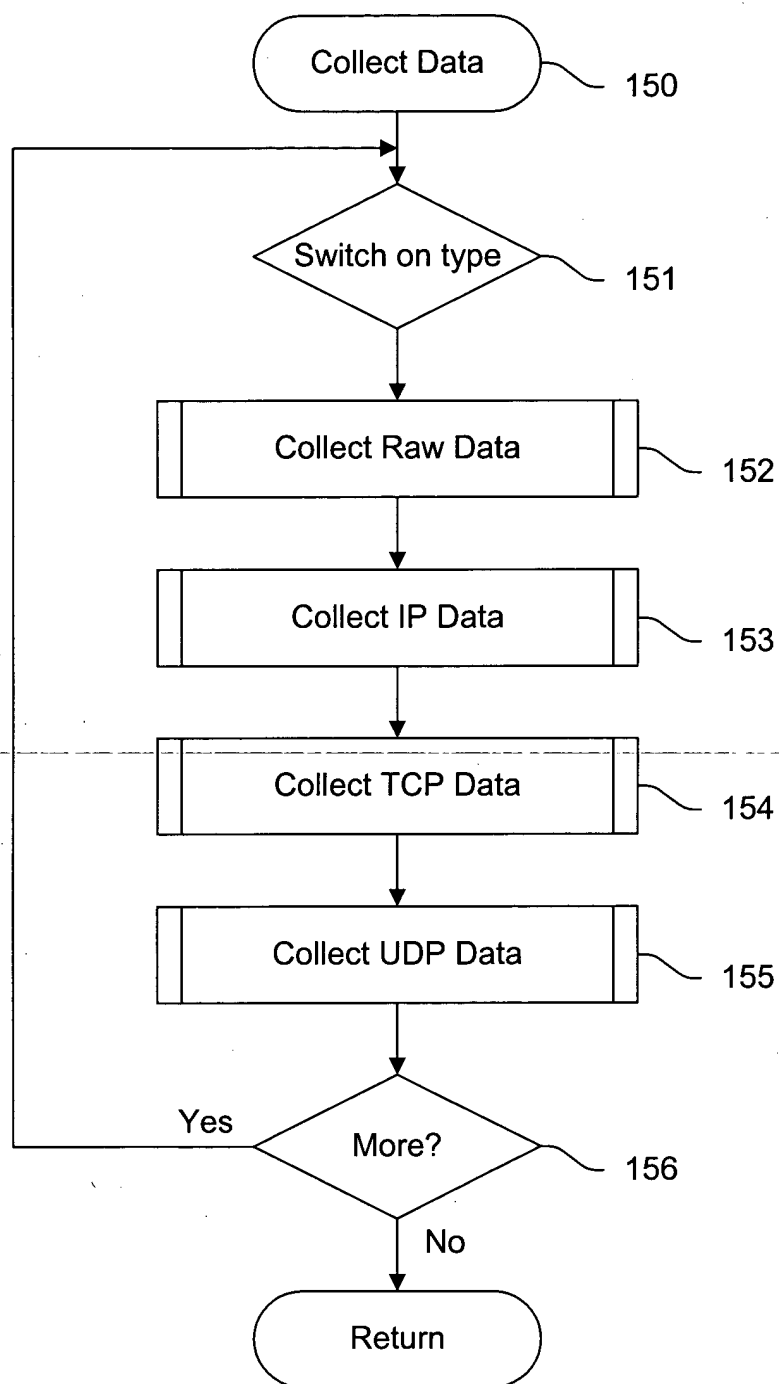 Collect Data
150
Switch on type
151
Collect Raw Data
152
Collect IP Data
153
Collect TCP Data
154
Collect UDP Data
155
Yes
More?
156
No
Return